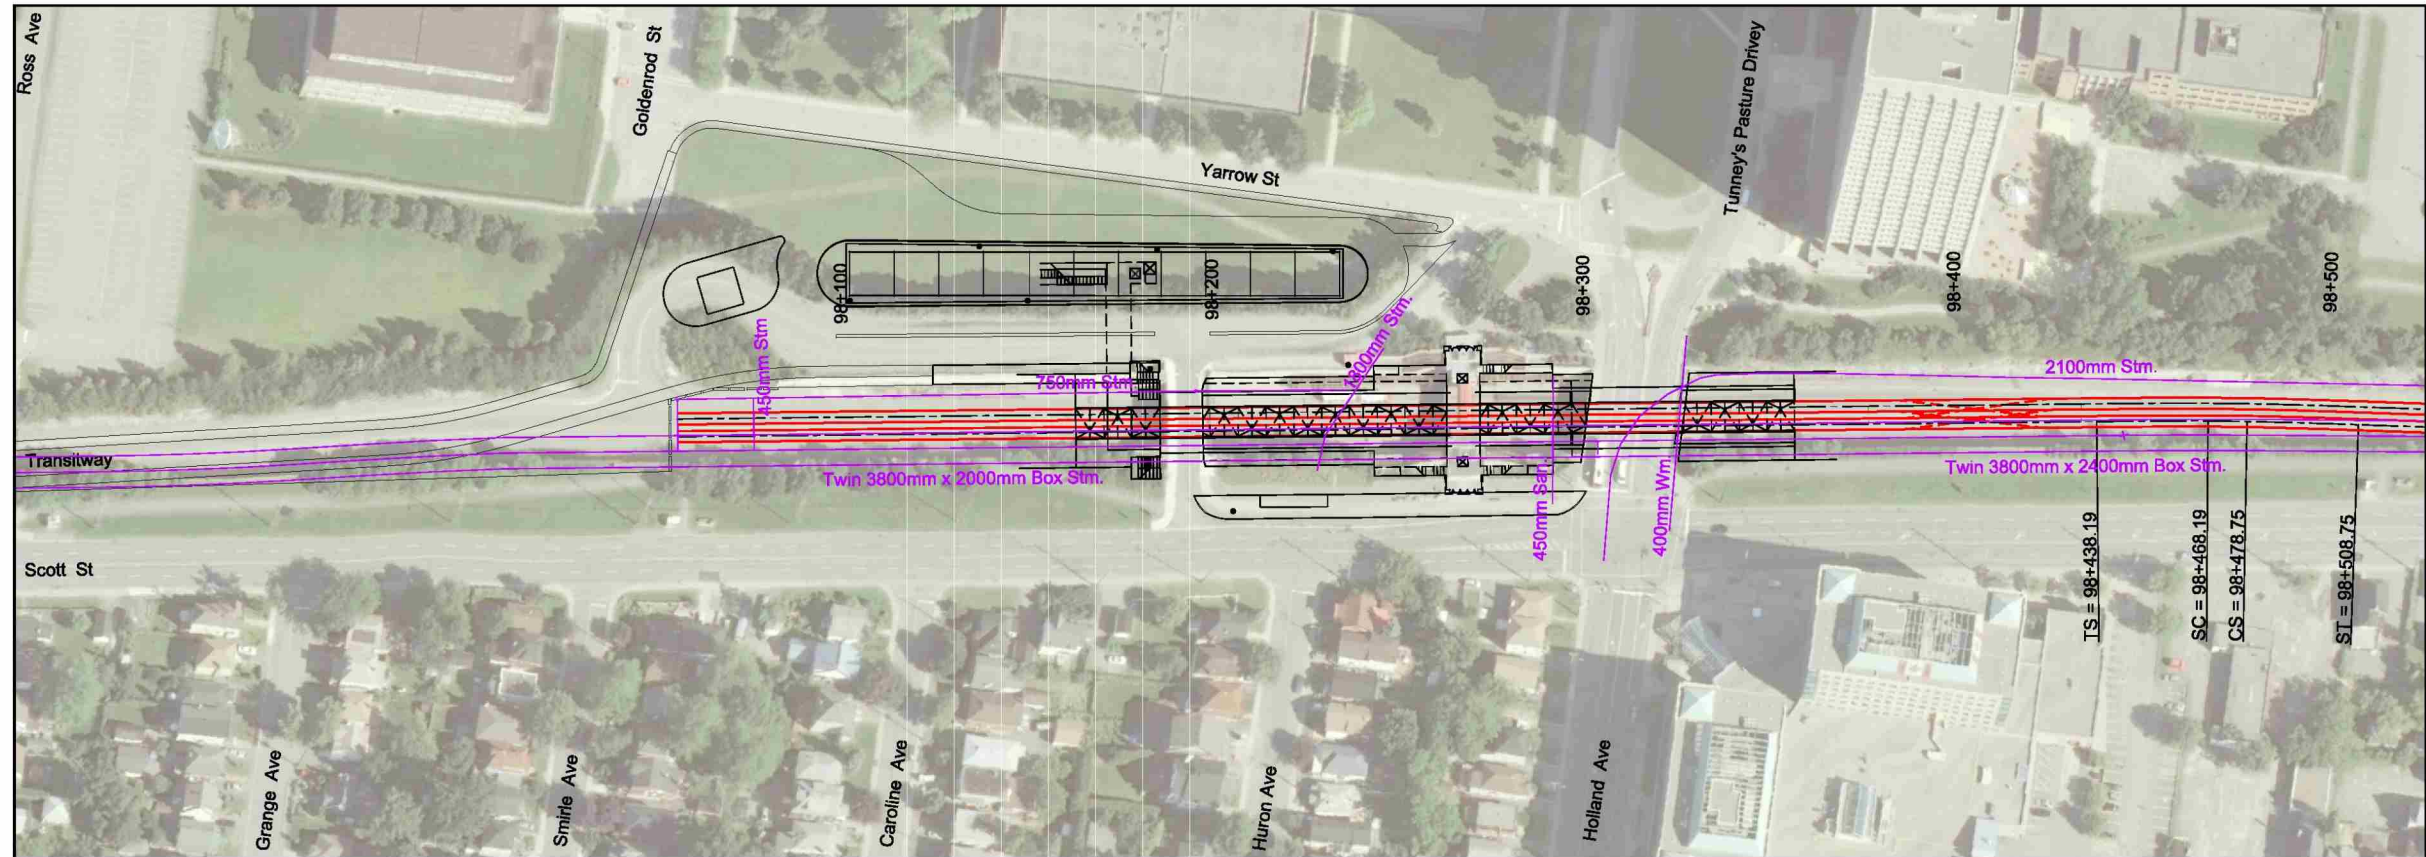 Ross Ave
Goldenrod St
Tunney's Pasture Drivey
Yarrow St
98+100
98+200
98+300
98+400
98+500
450mm Stm
750mm Stm.
1800mm Stm.
2100mm Stm.
Transitway
Twin 3800mm x 2000mm Box Stm.
Twin 3800mm x 2400mm Box Stm.
450mm San.
400mm Wm.
TS = 98+438.19
SC = 98+468.19
CS = 98+478.75
ST = 98+508.75
Scott St
Grange Ave
Smirle Ave
Caroline Ave
Huron Ave
Holland Ave